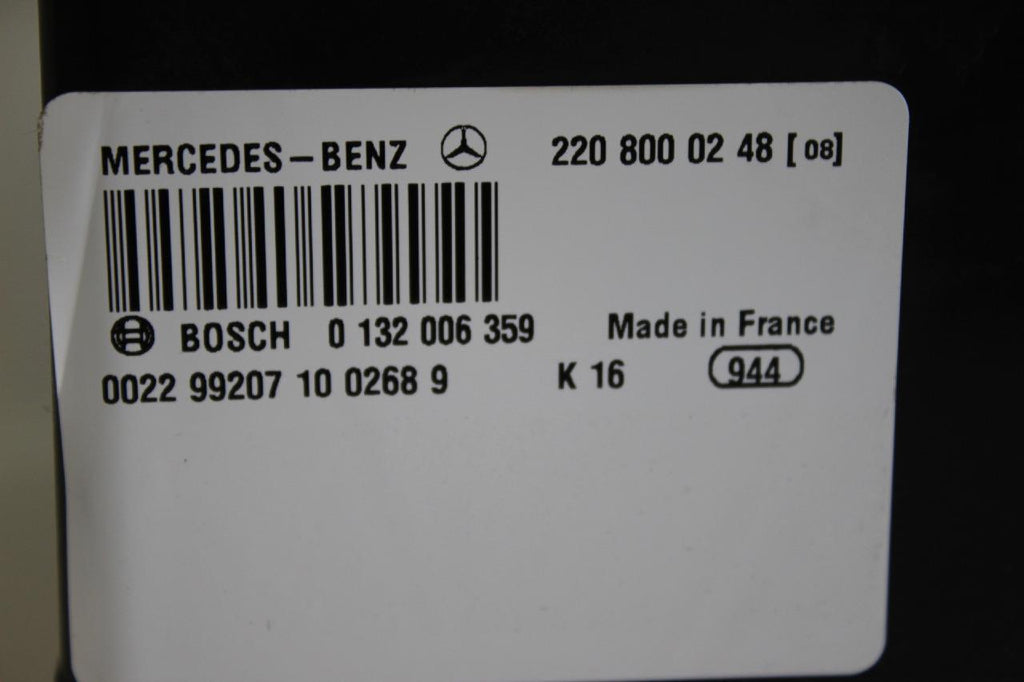 MERCEDES-BENZ 220 800 02 48 [08]
BOSCH 0 132 006 359 Made in France
0022 99207 10 0268 9 K 16 944